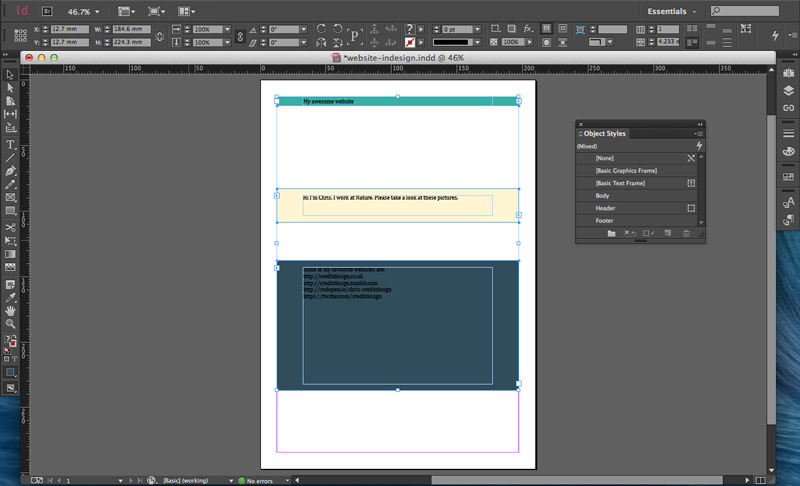 Id
Br
46.7%
Essentials
X: 12.7 mm
W: 184.6 mm
100%
0°
0 pt
1
Y: 12.7 mm
H: 224.3 mm
100%
0°
100%
4.233 m
*website-indesign.indd @ 46%
150
100
50
0
50
100
150
200
250
300
350
My awesome website
Hi I'm Chris. I work at Nature. Please take a look at these pictures.
of my favourite websites are:
http://creditdesign.co.uk
http://creditdesign.tumblr.com
http://codepen.io/chris-creditdesign
https://twitter.com/creditdesign
Object Styles
(Mixed)
[None]
[Basic Graphics Frame]
[Basic Text Frame]
Body
Header
Footer
1
[Basic] (working)
No errors